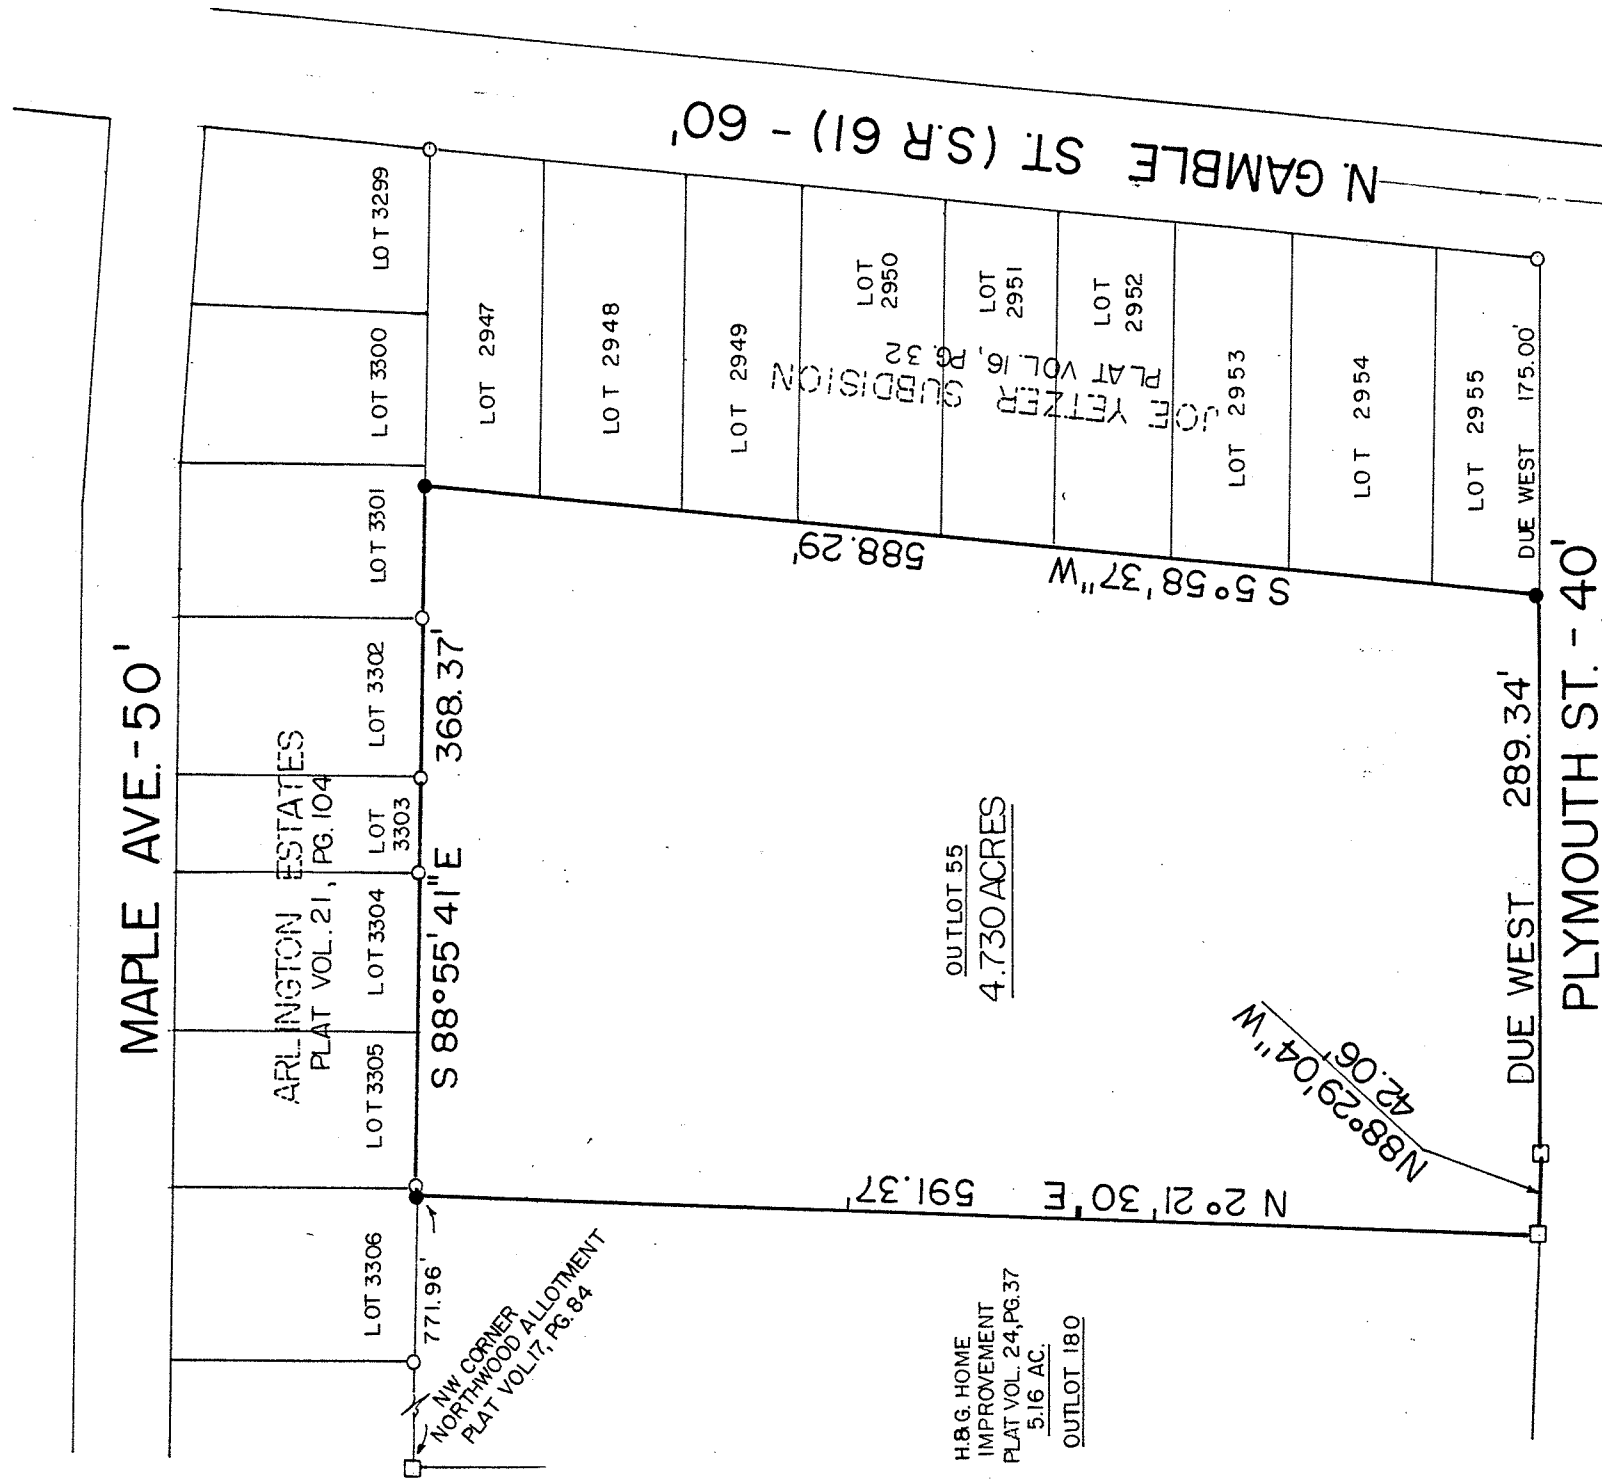 MAPLE AVE.-50'
ARLINGTON ESTATES
PLAT VOL. 21, PG. 104
LOT 3299
LOT 3300
LOT 3301
LOT 3302
LOT
3303
LOT 3304
LOT 3305
LOT 3306
S 88°55'41"E 368.37'
771.96'
NW CORNER
NORTHWOOD ALLOTMENT
PLAT VOL.17, PG. 84
N. GAMBLE ST. (S.R 61) - 60'
LOT 2947
LOT 2948
LOT 2949
LOT
2950
LOT
2951
LOT
2952
LOT 2953
LOT 2954
LOT 2955
JOE YETZER SUBDISION
PLAT VOL. 16, PG. 32
S 5°58'37"W 588.29'
OUTLOT 55
4.730 ACRES
N 2°21'30"E 591.37'
N88°29'04"W
42.06'
H.& G. HOME
IMPROVEMENT
PLAT VOL. 24, PG.37
5.16 AC.
OUTLOT 180
DUE WEST 289.34'
DUE WEST 175.00'
PLYMOUTH ST. - 40'